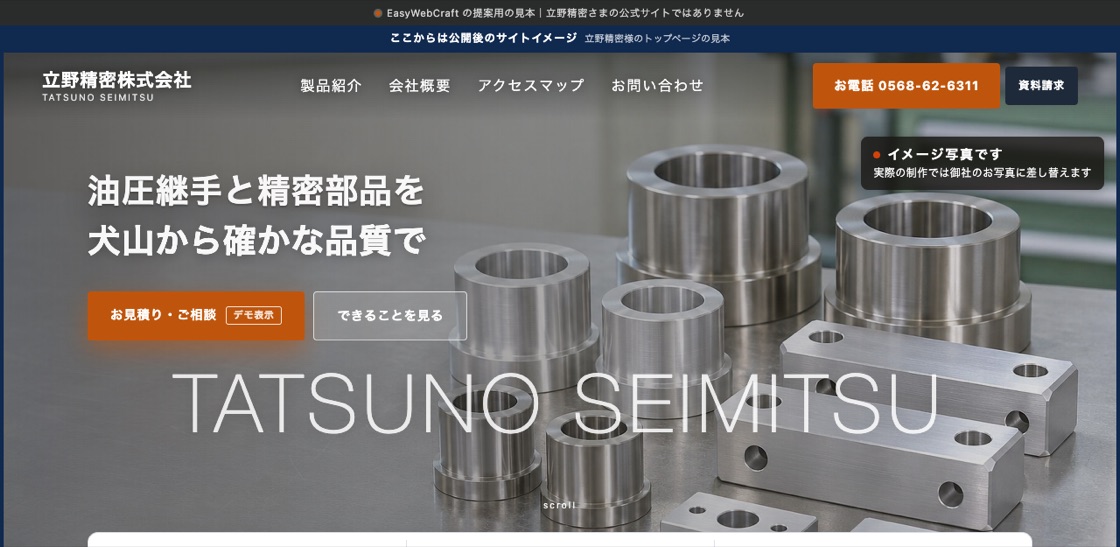 EasyWebCraft の提案用の見本｜立野精密さまの公式サイトではありません
ここからは公開後のサイトイメージ 立野精密様のトップページの見本
立野精密株式会社
TATSUNO SEIMITSU
製品紹介 会社概要 アクセスマップ お問い合わせ
お電話 0568-62-6311
資料請求
イメージ写真です
実際の制作では御社のお写真に差し替えます
油圧継手と精密部品を
犬山から確かな品質で
お見積り・ご相談 デモ表示
できることを見る
TATSUNO SEIMITSU
scroll